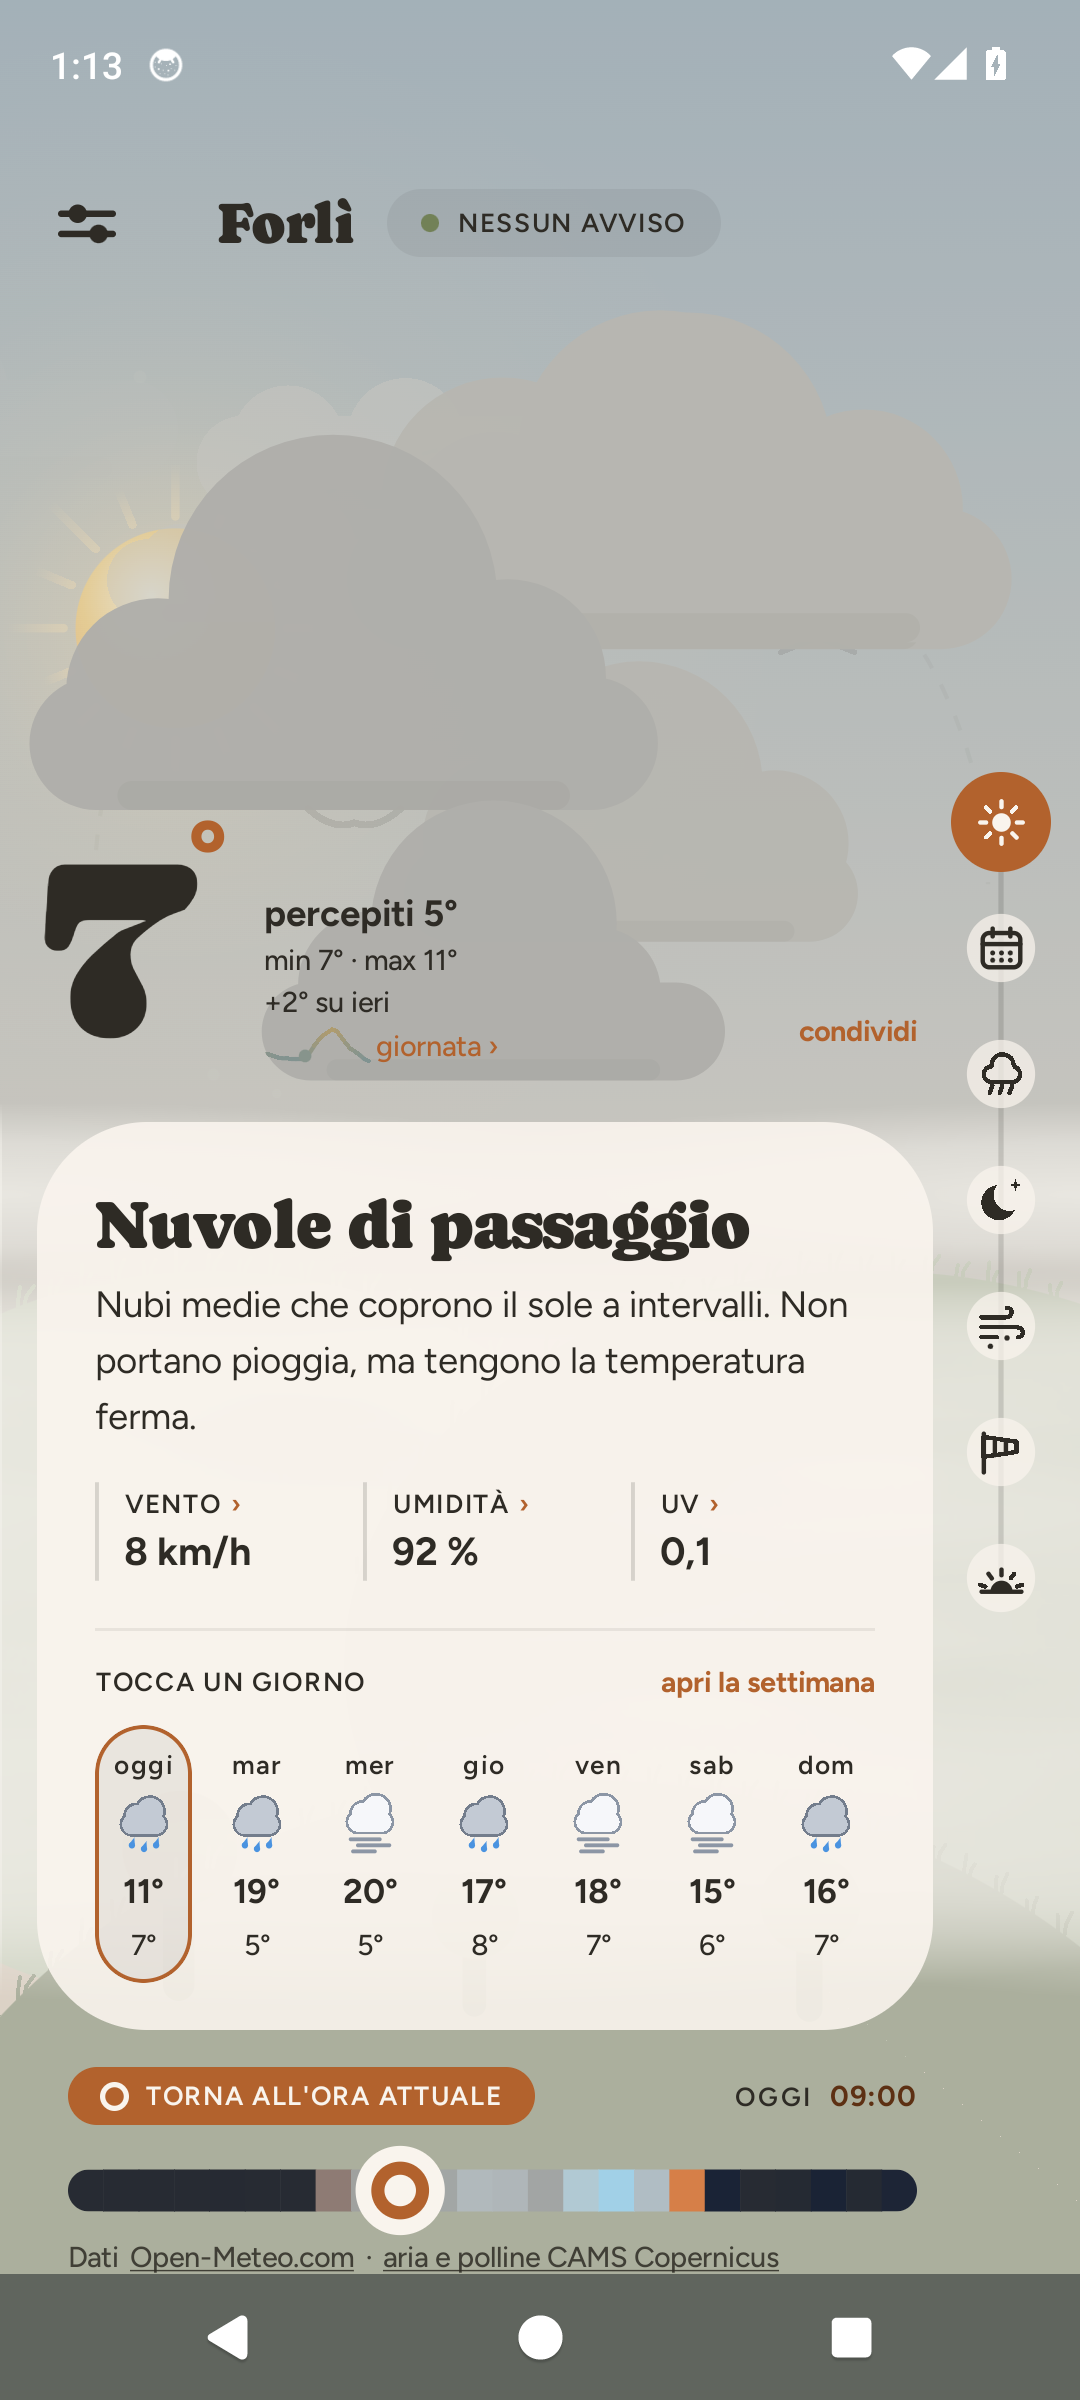 1:13
Forlì NESSUN AVVISO
7°
percepiti 5°
min 7° · max 11°
+2° su ieri
giornata ›
condividi
Nuvole di passaggio
Nubi medie che coprono il sole a intervalli. Non
portano pioggia, ma tengono la temperatura
ferma.
VENTO › UMIDITÀ › UV ›
8 km/h 92 % 0,1
TOCCA UN GIORNO apri la settimana
oggi mar mer gio ven sab dom
11° 19° 20° 17° 18° 15° 16°
7° 5° 5° 8° 7° 6° 7°
TORNA ALL'ORA ATTUALE OGGI 09:00
Dati Open-Meteo.com · aria e polline CAMS Copernicus